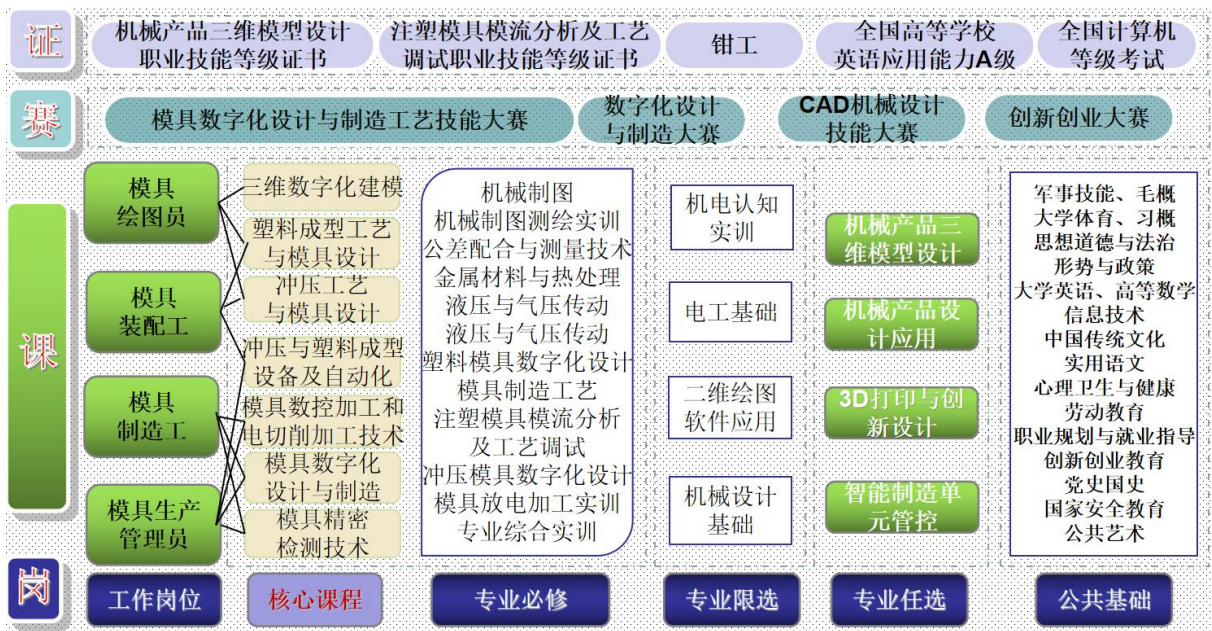 证
机械产品三维模型设计
职业技能等级证书
注塑模具模流分析及工艺
调试职业技能等级证书
钳工
全国高等学校
英语应用能力A级
全国计算机
等级考试
赛
模具数字化设计与制造工艺技能大赛
数字化设计
与制造大赛
CAD机械设计
技能大赛
创新创业大赛
课
模具
绘图员
模具
装配工
模具
制造工
模具生产
管理员
三维数字化建模
塑料成型工艺
与模具设计
冲压工艺
与模具设计
冲压与塑料成型
设备及自动化
模具数控加工和
电切削加工技术
模具数字化
设计与制造
模具精密
检测技术
机械制图
机械制图测绘实训
公差配合与测量技术
金属材料与热处理
液压与气压传动
液压与气压传动
塑料模具数字化设计
模具制造工艺
注塑模具模流分析
及工艺调试
冲压模具数字化设计
模具放电加工实训
专业综合实训
机电认知
实训
电工基础
二维绘图
软件应用
机械设计
基础
机械产品三
维模型设计
机械产品设
计应用
3D打印与创
新设计
智能制造单
元管控
军事技能、毛概
大学体育、习概
思想道德与法治
形势与政策
大学英语、高等数学
信息技术
中国传统文化
实用语文
心理卫生与健康
劳动教育
职业规划与就业指导
创新创业教育
党史国史
国家安全教育
公共艺术
岗
工作岗位
核心课程
专业必修
专业限选
专业任选
公共基础